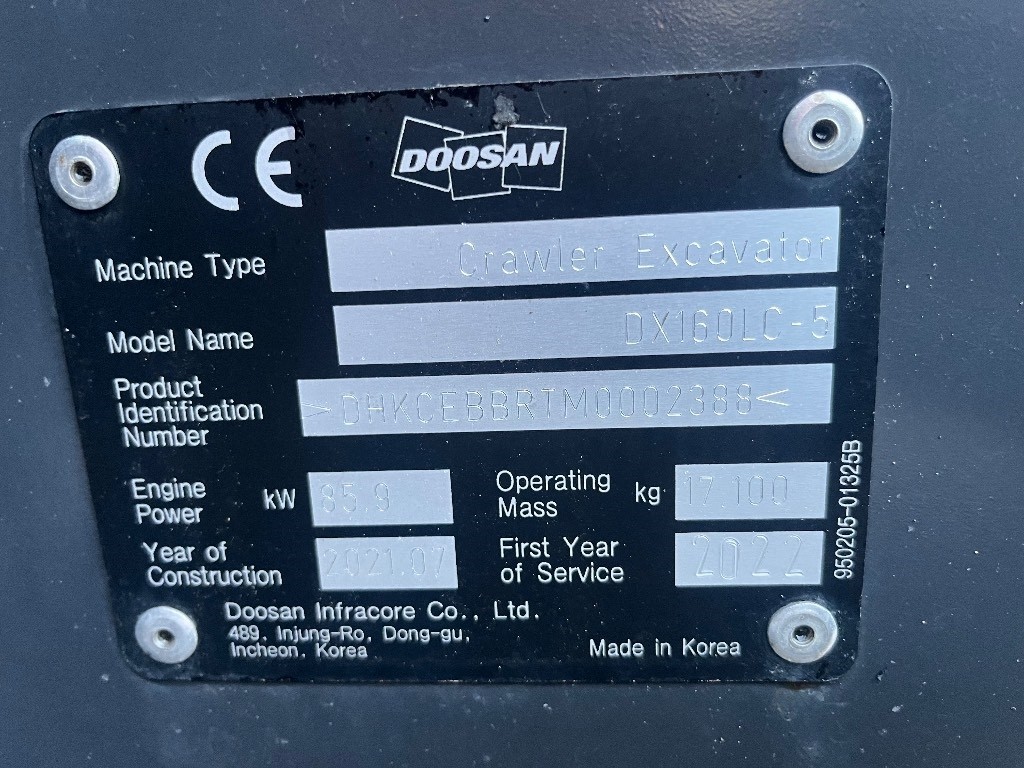 CE DOOSAN
Machine Type Crawler Excavator
Model Name DX160LC-5
Product
Identification
Number >DHKCEBBRTM0002388<
Engine
Power kW 85.9
Operating
Mass kg 17,100
Year of
Construction 2021.07
First Year
of Service 2022
950205-01325B
Doosan Infracore Co., Ltd.
489, Injung-Ro, Dong-gu,
Incheon, Korea
Made in Korea